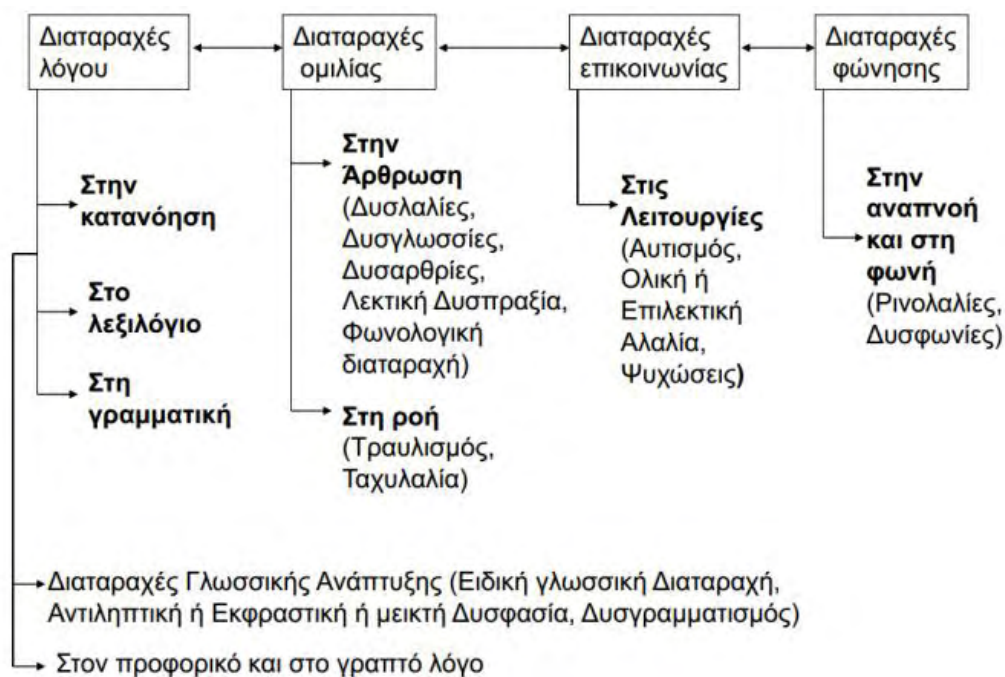 Διαταραχές
λόγου
Διαταραχές
ομιλίας
Διαταραχές
επικοινωνίας
Διαταραχές
φώνησης
Στην
κατανόηση
Στο
λεξιλόγιο
Στη
γραμματική
Στην
Άρθρωση
(Δυσλαλίες,
Δυσγλωσσίες,
Δυσαρθρίες,
Λεκτική Δυσπραξία,
Φωνολογική
διαταραχή)
Στη ροή
(Τραυλισμός,
Ταχυλαλία)
Στις
Λειτουργίες
(Αυτισμός,
Ολική ή
Επιλεκτική
Αλαλία,
Ψυχώσεις)
Στην
αναπνοή
και στη
φωνή
(Ρινολαλίες,
Δυσφωνίες)
Διαταραχές Γλωσσικής Ανάπτυξης (Ειδική γλωσσική Διαταραχή,
Αντιληπτική ή Εκφραστική ή μεικτή Δυσφασία, Δυσγραμματισμός)
Στον προφορικό και στο γραπτό λόγο